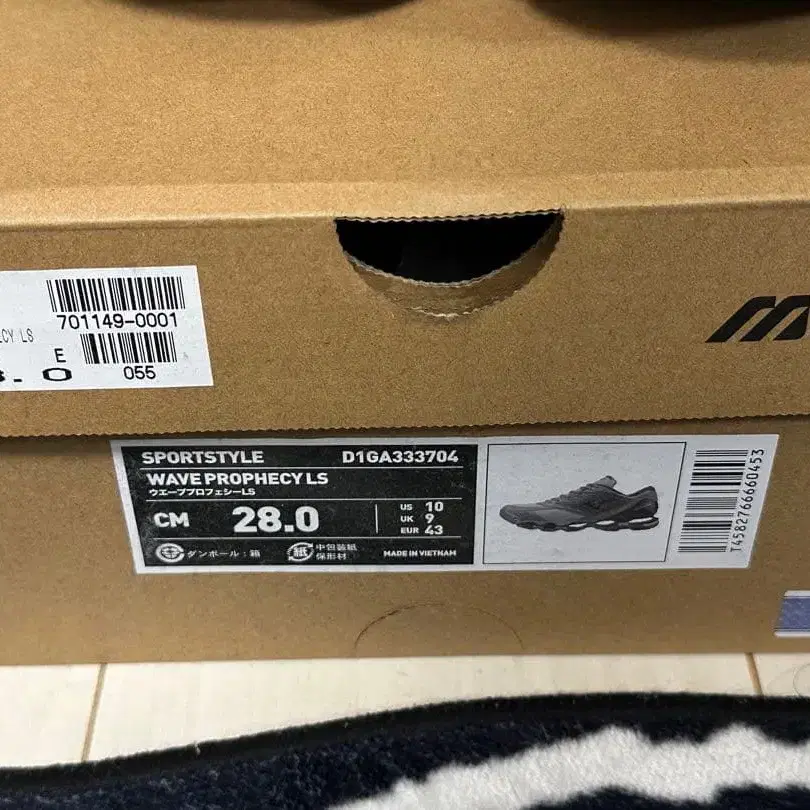 701149-0001
CY LS
E
.0
055
SPORTSTYLE D1GA333704
WAVE PROPHECY LS
ウエーブプロフェシーLS
CM 28.0
US 10
UK 9
EUR 43
ダンボール:箱
紙 中包装紙
保形材
MADE IN VIETNAM
T4582766660453